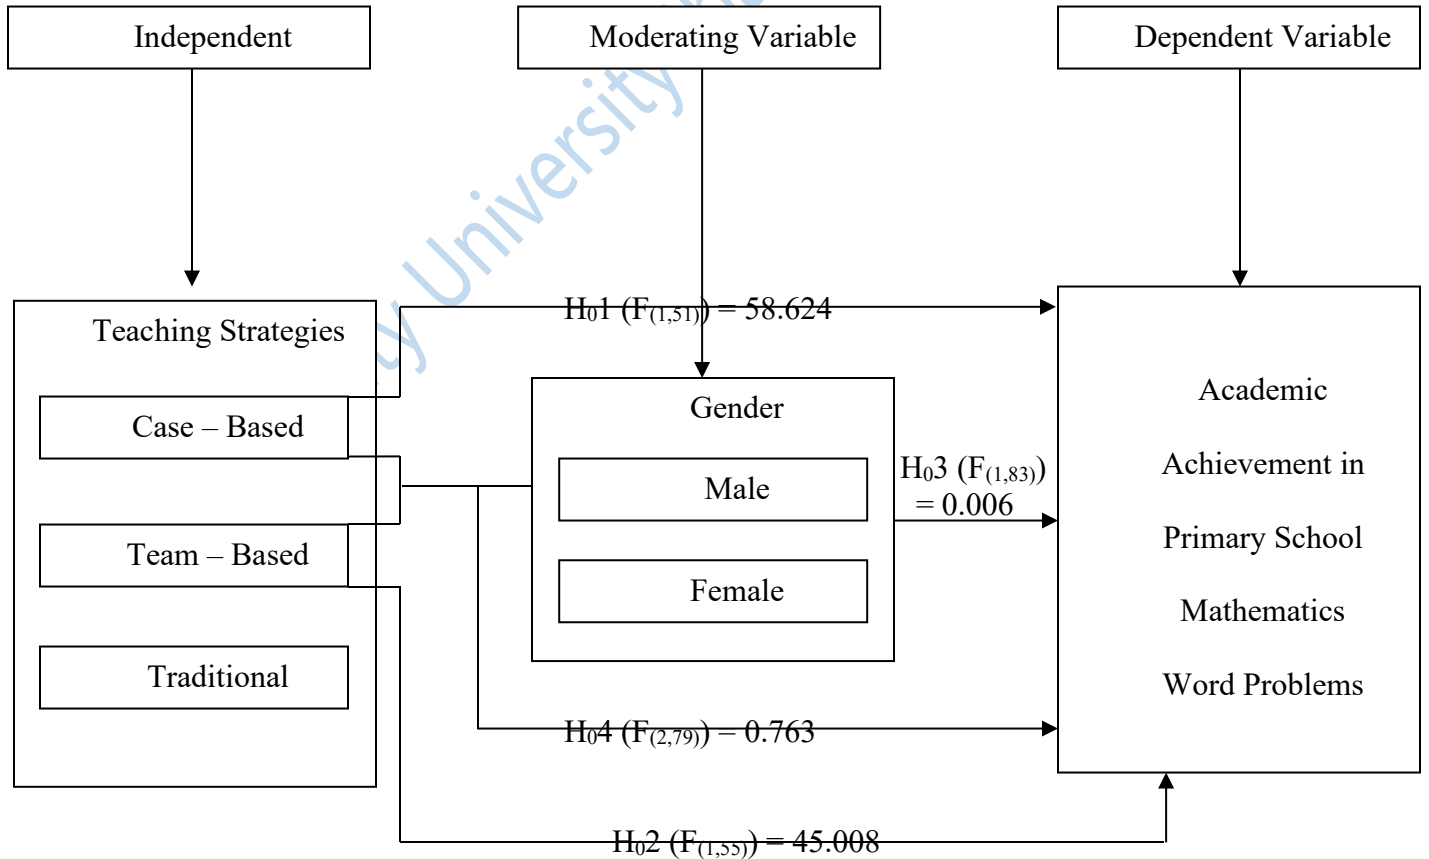 Independent
Moderating Variable
Dependent Variable
Teaching Strategies
Case – Based
Team – Based
Traditional
H₀1 (F₍₁,₅₁₎) = 58.624
Gender
Male
Female
H₀3 (F₍₁,₈₃₎)
= 0.006
H₀4 (F₍₂,₇₉₎) = 0.763
H₀2 (F₍₁,₅₅₎) = 45.008
Academic
Achievement in
Primary School
Mathematics
Word Problems
University